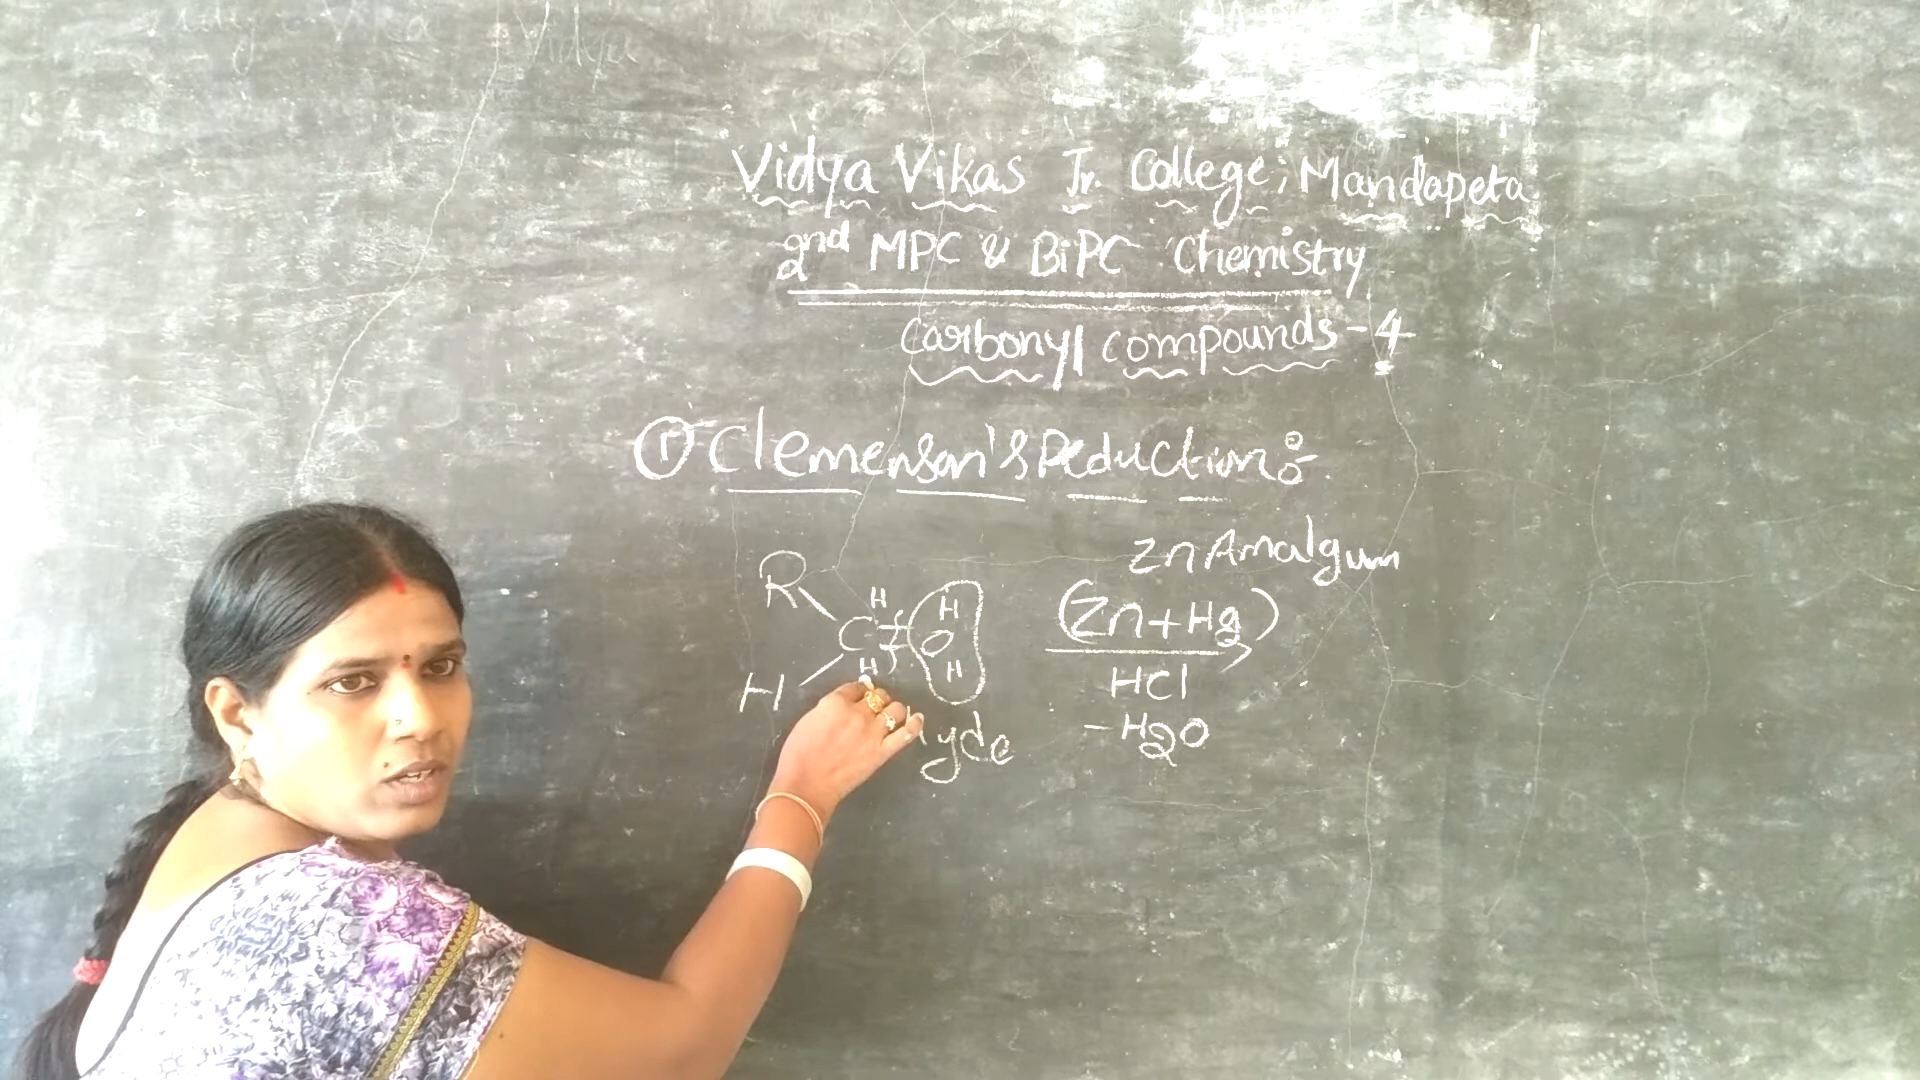 Vidya Vikas Jr. College; Mandapeta
2nd MPC & BiPC Chemistry
Carbonyl compounds-4
① Clemenson's Reduction:-
Zn Amalgum
R
H H
C = O
(Zn+Hg)
H H H
HCl
hyde
-H2O